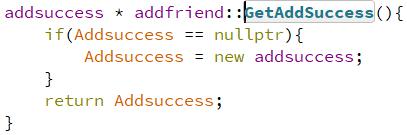 addsuccess * addfriend::GetAddSuccess(){
    if(Addsuccess == nullptr){
        Addsuccess = new addsuccess;
    }
    return Addsuccess;
}